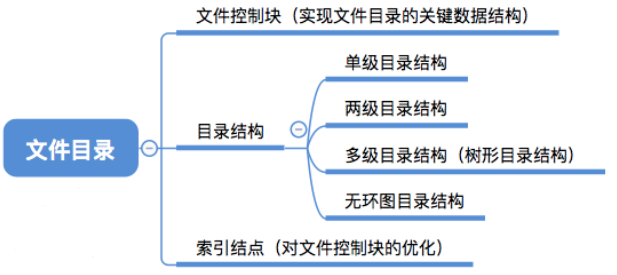 文件目录
文件控制块（实现文件目录的关键数据结构）
目录结构
单级目录结构
两级目录结构
多级目录结构（树形目录结构）
无环图目录结构
索引结点（对文件控制块的优化）